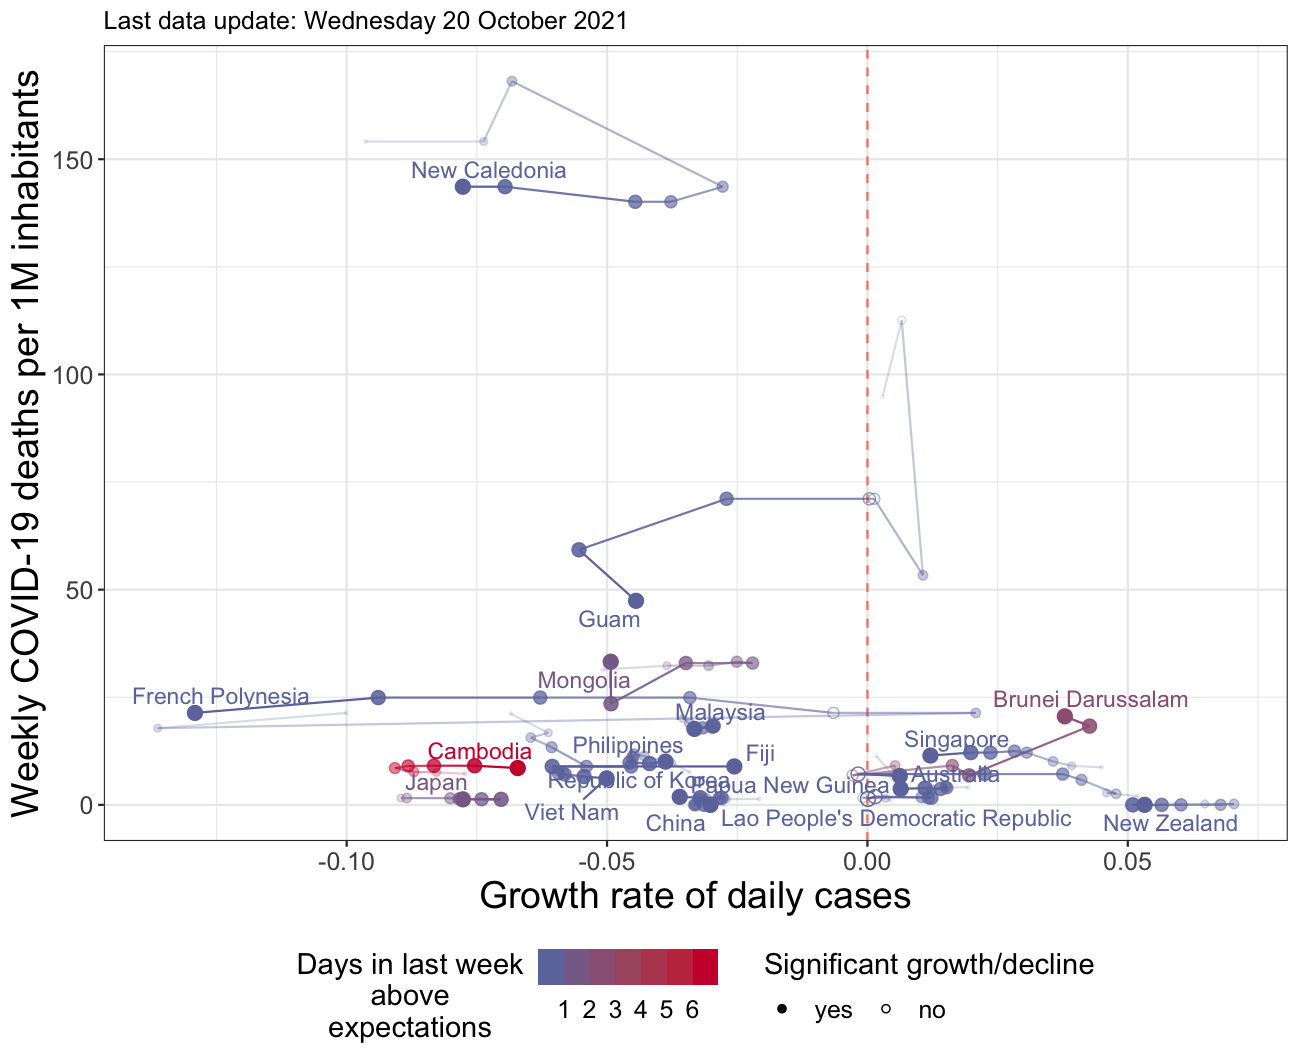 Last data update: Wednesday 20 October 2021
Weekly COVID-19 deaths per 1M inhabitants
150
100
50
0
New Caledonia
Guam
Mongolia
French Polynesia
Brunei Darussalam
Malaysia
Singapore
Philippines
Cambodia
Fiji
Japan
Republic of Korea
Australia
Papua New Guinea
Viet Nam
China
Lao People's Democratic Republic
New Zealand
-0.10
-0.05
0.00
0.05
Growth rate of daily cases
Days in last week
above
expectations
1 2 3 4 5 6
Significant growth/decline
yes
no